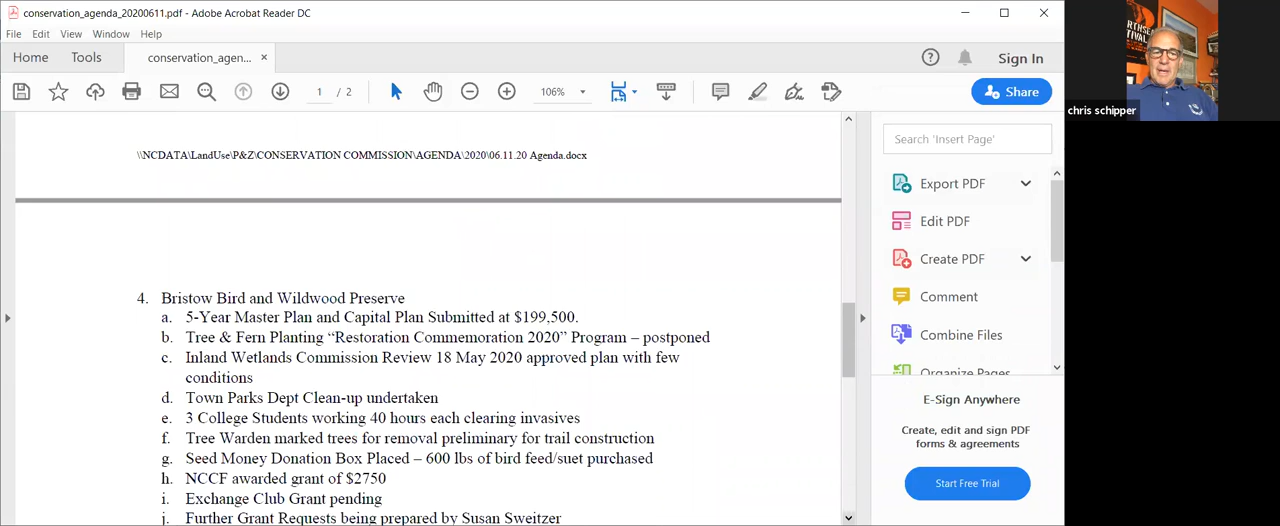 conservation_agenda_20200611.pdf - Adobe Acrobat Reader DC
File Edit View Window Help
Home Tools conservation_agen... ×
Sign In
1 / 2
106%
Share
chris schipper
\\NCDATA\LandUse\P&Z\CONSERVATION COMMISSION\AGENDA\2020\06.11.20 Agenda.docx
4. Bristow Bird and Wildwood Preserve
a. 5-Year Master Plan and Capital Plan Submitted at $199,500.
b. Tree & Fern Planting “Restoration Commemoration 2020” Program – postponed
c. Inland Wetlands Commission Review 18 May 2020 approved plan with few
conditions
d. Town Parks Dept Clean-up undertaken
e. 3 College Students working 40 hours each clearing invasives
f. Tree Warden marked trees for removal preliminary for trail construction
g. Seed Money Donation Box Placed – 600 lbs of bird feed/suet purchased
h. NCCF awarded grant of $2750
i. Exchange Club Grant pending
j. Further Grant Requests being prepared by Susan Sweitzer
Search 'Insert Page'
Export PDF
Edit PDF
Create PDF
Comment
Combine Files
Organize Pages
E-Sign Anywhere
Create, edit and sign PDF
forms & agreements
Start Free Trial